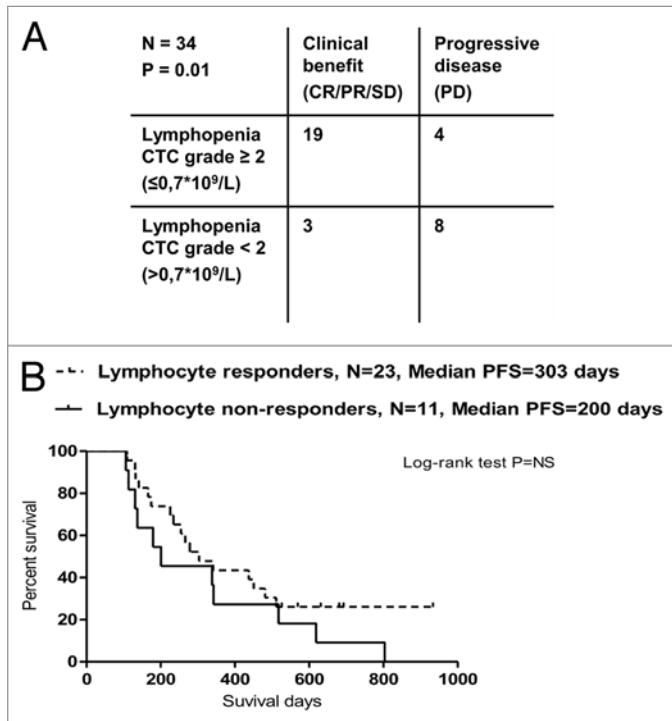 A
N = 34
P = 0.01
Clinical
benefit
(CR/PR/SD)
Progressive
disease
(PD)
Lymphopenia
CTC grade ≥ 2
(≤0,7*10⁹/L)
19
4
Lymphopenia
CTC grade < 2
(>0,7*10⁹/L)
3
8
B
Lymphocyte responders, N=23, Median PFS=303 days
Lymphocyte non-responders, N=11, Median PFS=200 days
Log-rank test P=NS
Percent survival
100
80
60
40
20
0
0 200 400 600 800 1000
Suvival days